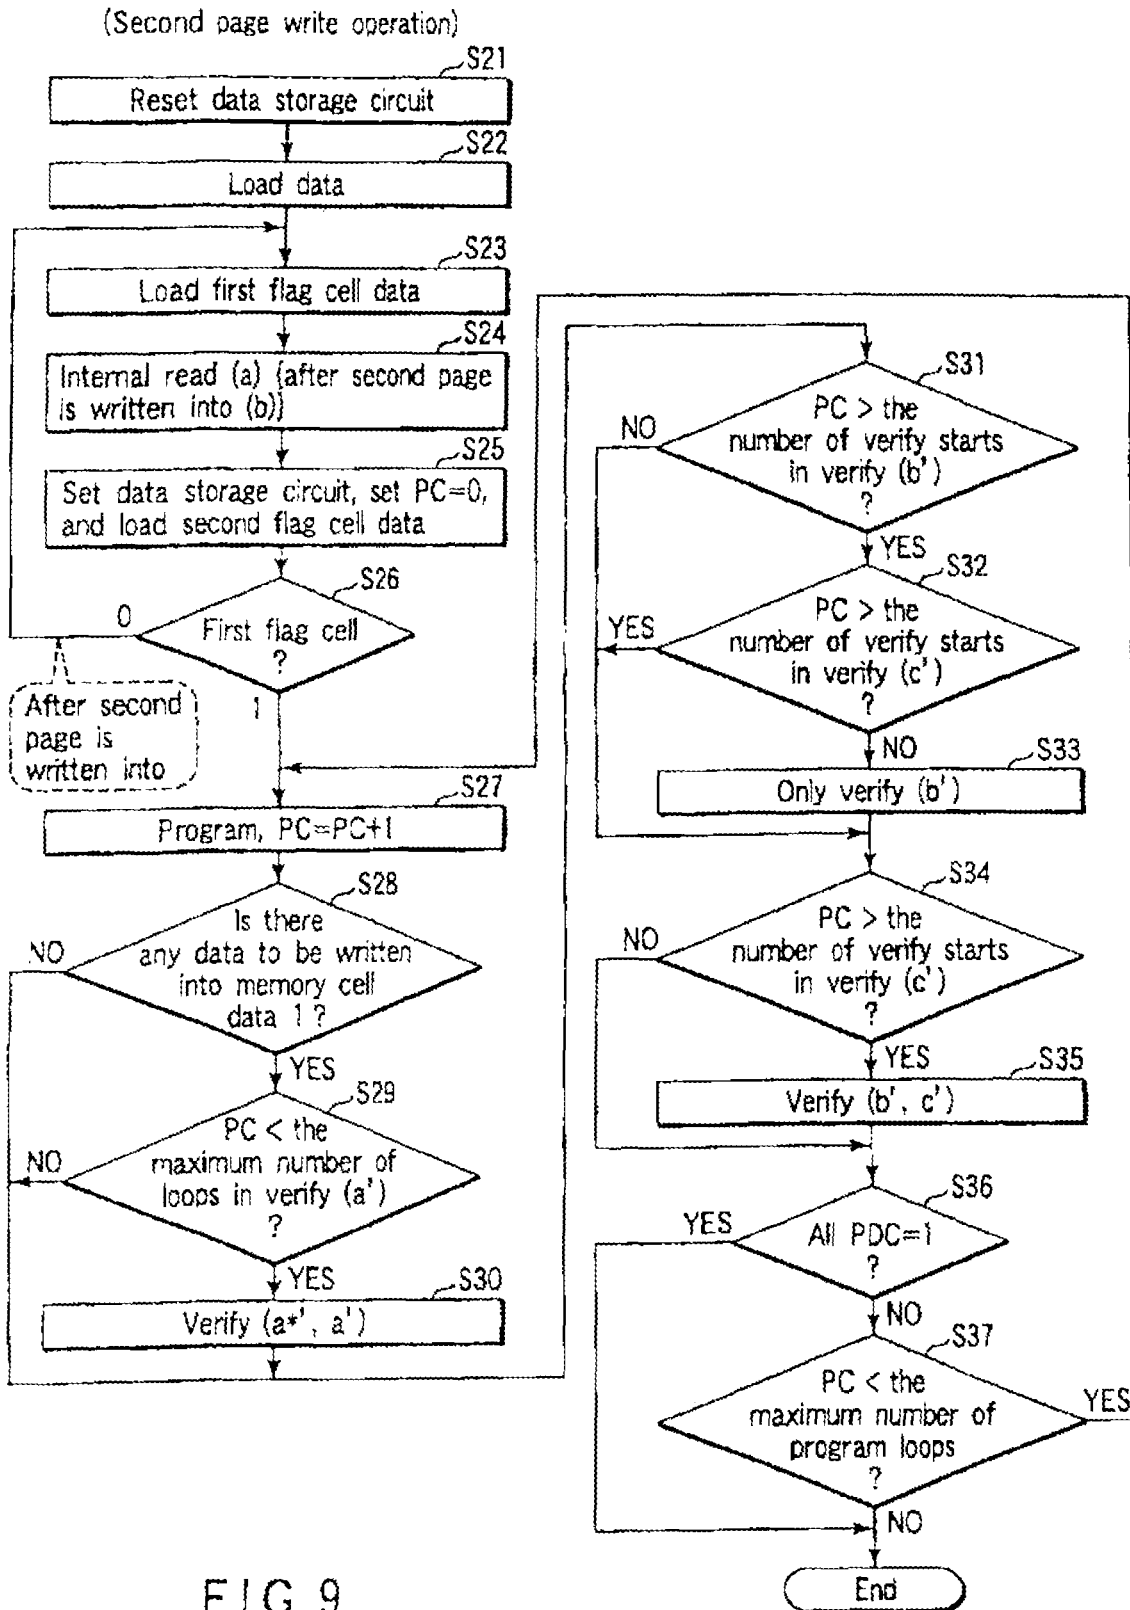 (Second page write operation)
S21
Reset data storage circuit
S22
Load data
S23
Load first flag cell data
S24
Internal read (a) (after second page
is written into (b))
S25
Set data storage circuit, set PC=0,
and load second flag cell data
S26
0
First flag cell
?
1
After second
page is
written into
S27
Program, PC=PC+1
S28
Is there
any data to be written
into memory cell
data 1 ?
NO
YES
S29
PC < the
maximum number of
loops in verify (a')
?
NO
YES
S30
Verify (a*', a')
S31
PC > the
number of verify starts
in verify (b')
?
NO
YES
S32
PC > the
number of verify starts
in verify (c')
?
YES
NO
S33
Only verify (b')
S34
PC > the
number of verify starts
in verify (c')
?
NO
YES
S35
Verify (b', c')
S36
All PDC=1
?
YES
NO
S37
PC < the
maximum number of
program loops
?
YES
NO
End
FIG 9